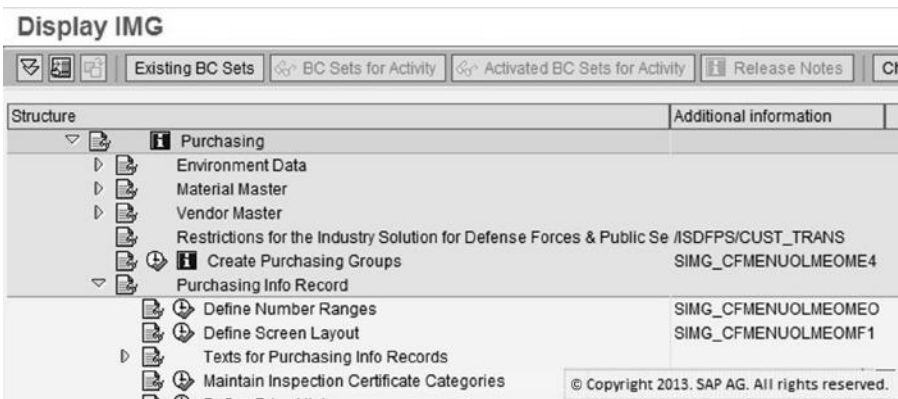 Display IMG
Existing BC Sets BC Sets for Activity Activated BC Sets for Activity Release Notes Ch
Structure Additional information
Purchasing
Environment Data
Material Master
Vendor Master
Restrictions for the Industry Solution for Defense Forces & Public Se /ISDFPS/CUST_TRANS
Create Purchasing Groups SIMG_CFMENUOLMEOME4
Purchasing Info Record
Define Number Ranges SIMG_CFMENUOLMEOMEO
Define Screen Layout SIMG_CFMENUOLMEOMF1
Texts for Purchasing Info Records
Maintain Inspection Certificate Categories
© Copyright 2013. SAP AG. All rights reserved.